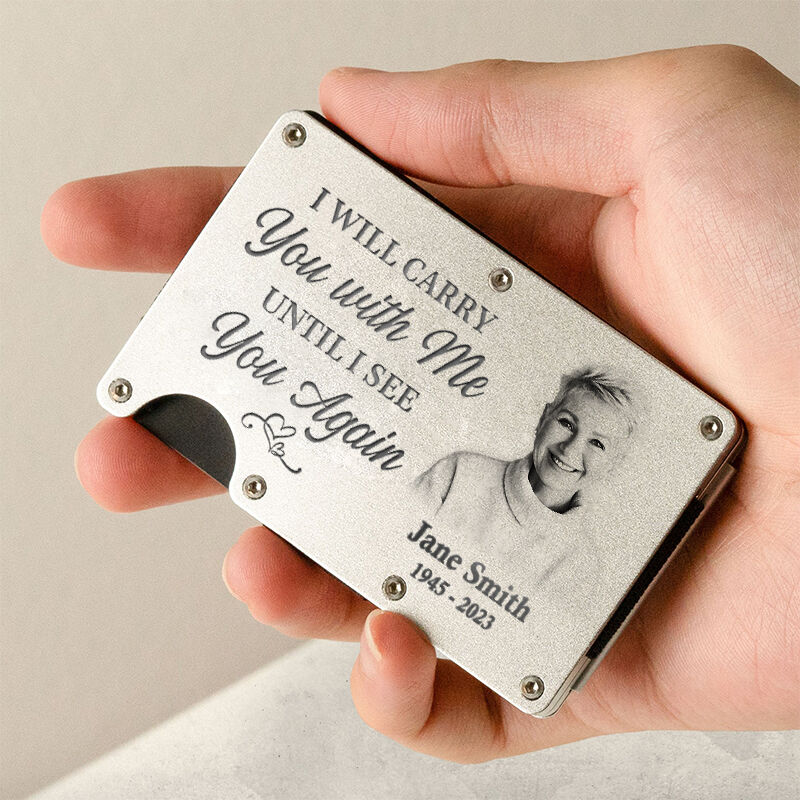 I WILL CARRY
You with Me
UNTIL I SEE
You Again
Jane Smith
1945 - 2023